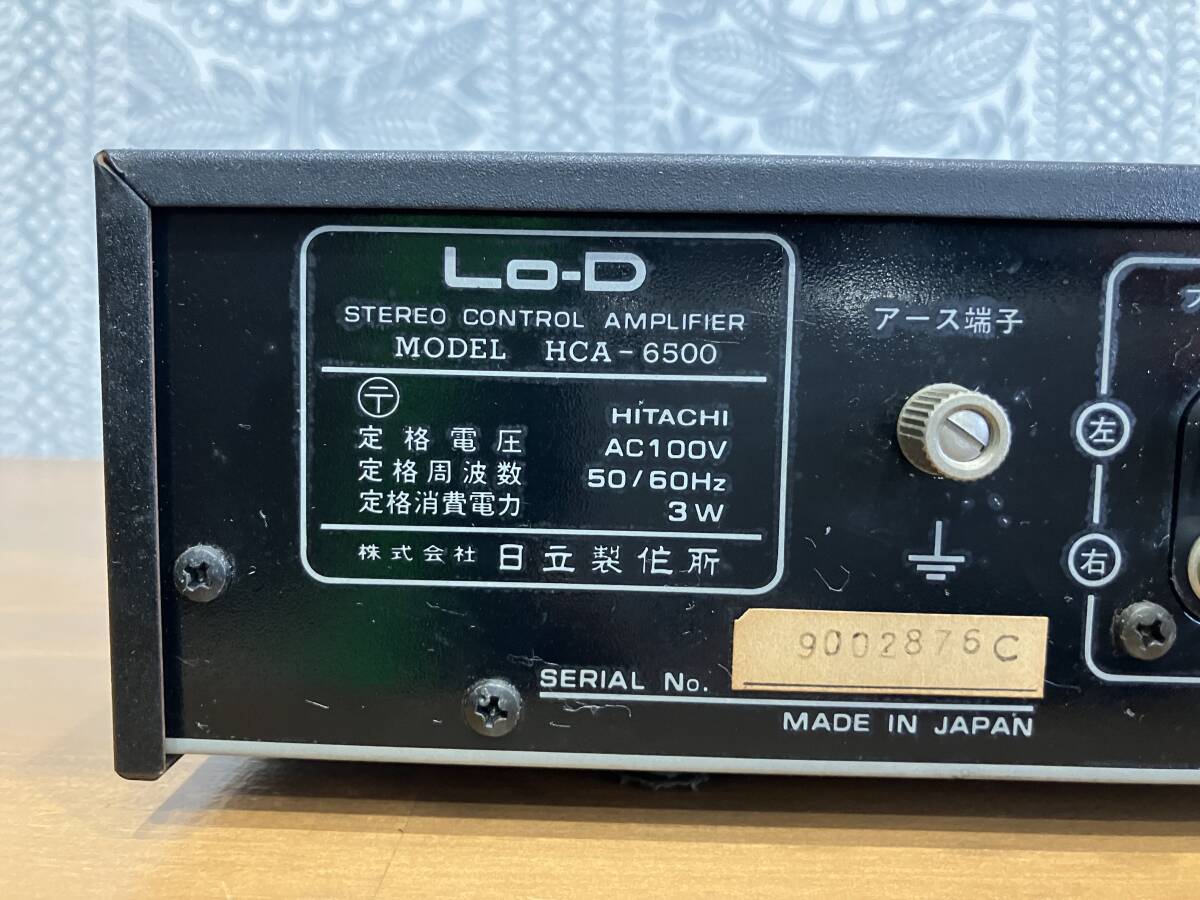 Lo-D
STEREO CONTROL AMPLIFIER
MODEL HCA-6500
〒 HITACHI
定格電圧 AC100V
定格周波数 50/60Hz
定格消費電力 3W
株式会社 日立製作所
アース端子
左
右
9002876C
SERIAL No.
MADE IN JAPAN